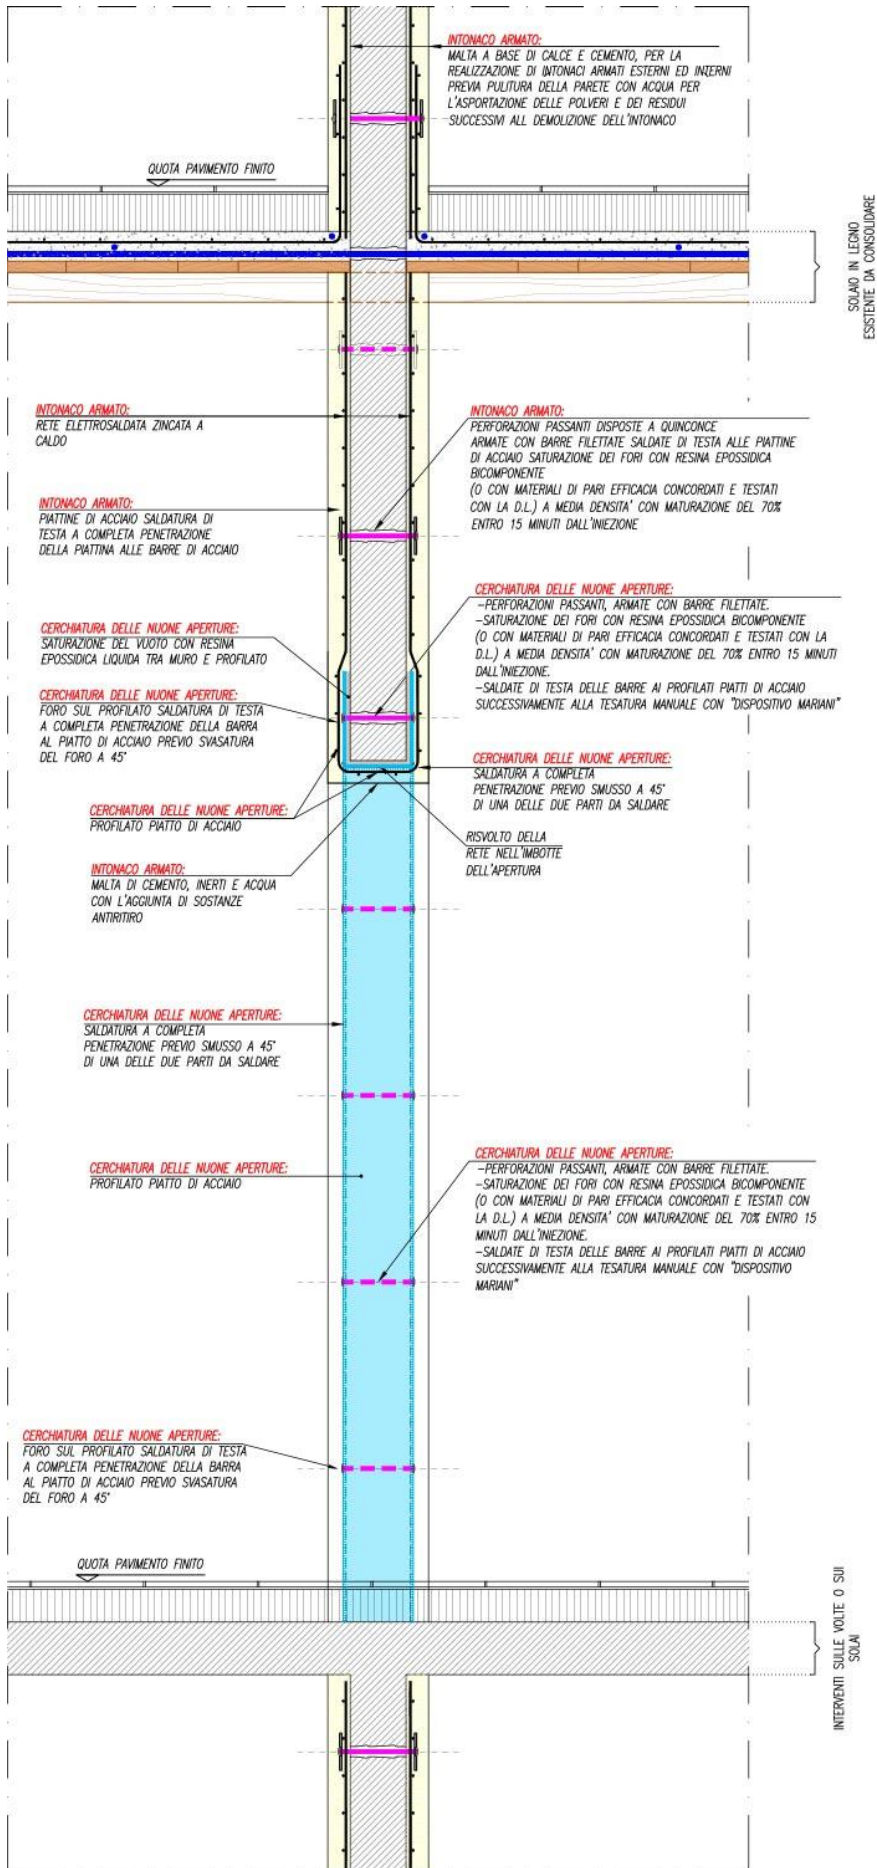 INTONACO ARMATO:
MALTA A BASE DI CALCE E CEMENTO, PER LA
REALIZZAZIONE DI INTONACI ARMATI ESTERNI ED INTERNI
PREVIA PULITURA DELLA PARETE CON ACQUA PER
L'ASPORTAZIONE DELLE POLVERI E DEI RESIDUI
SUCCESSIVI ALL DEMOLIZIONE DELL'INTONACO
QUOTA PAVIMENTO FINITO
SOLAIO IN LEGNO
ESISTENTE DA CONSOLIDARE
INTONACO ARMATO:
RETE ELETTROSALDATA ZINCATA A
CALDO
INTONACO ARMATO:
PERFORAZIONI PASSANTI DISPOSTE A QUINCONCE
ARMATE CON BARRE FILETTATE SALDATE DI TESTA ALLE PIATTINE
DI ACCIAIO SATURAZIONE DEI FORI CON RESINA EPOSSIDICA
BICOMPONENTE
(O CON MATERIALI DI PARI EFFICACIA CONCORDATI E TESTATI
CON LA D.L.) A MEDIA DENSITA' CON MATURAZIONE DEL 70%
ENTRO 15 MINUTI DALL'INIEZIONE
INTONACO ARMATO:
PIATTINE DI ACCIAIO SALDATURA DI
TESTA A COMPLETA PENETRAZIONE
DELLA PIATTINA ALLE BARRE DI ACCIAIO
CERCHIATURA DELLE NUONE APERTURE:
-PERFORAZIONI PASSANTI, ARMATE CON BARRE FILETTATE.
-SATURAZIONE DEI FORI CON RESINA EPOSSIDICA BICOMPONENTE
(O CON MATERIALI DI PARI EFFICACIA CONCORDATI E TESTATI CON LA
D.L.) A MEDIA DENSITA' CON MATURAZIONE DEL 70% ENTRO 15 MINUTI
DALL'INIEZIONE.
-SALDATE DI TESTA DELLE BARRE AI PROFILATI PIATTI DI ACCIAIO
SUCCESSIVAMENTE ALLA TESATURA MANUALE CON "DISPOSITIVO MARIANI"
CERCHIATURA DELLE NUONE APERTURE:
SATURAZIONE DEL VUOTO CON RESINA
EPOSSIDICA LIQUIDA TRA MURO E PROFILATO
CERCHIATURA DELLE NUONE APERTURE:
FORO SUL PROFILATO SALDATURA DI TESTA
A COMPLETA PENETRAZIONE DELLA BARRA
AL PIATTO DI ACCIAIO PREVIO SVASATURA
DEL FORO A 45°
CERCHIATURA DELLE NUONE APERTURE:
SALDATURA A COMPLETA
PENETRAZIONE PREVIO SMUSSO A 45°
DI UNA DELLE DUE PARTI DA SALDARE
CERCHIATURA DELLE NUONE APERTURE:
PROFILATO PIATTO DI ACCIAIO
RISVOLTO DELLA
RETE NELL'IMBOTTE
DELL'APERTURA
INTONACO ARMATO:
MALTA DI CEMENTO, INERTI E ACQUA
CON L'AGGIUNTA DI SOSTANZE
ANTIRITIRO
CERCHIATURA DELLE NUONE APERTURE:
SALDATURA A COMPLETA
PENETRAZIONE PREVIO SMUSSO A 45°
DI UNA DELLE DUE PARTI DA SALDARE
CERCHIATURA DELLE NUONE APERTURE:
PROFILATO PIATTO DI ACCIAIO
CERCHIATURA DELLE NUONE APERTURE:
-PERFORAZIONI PASSANTI, ARMATE CON BARRE FILETTATE.
-SATURAZIONE DEI FORI CON RESINA EPOSSIDICA BICOMPONENTE
(O CON MATERIALI DI PARI EFFICACIA CONCORDATI E TESTATI CON
LA D.L.) A MEDIA DENSITA' CON MATURAZIONE DEL 70% ENTRO 15
MINUTI DALL'INIEZIONE.
-SALDATE DI TESTA DELLE BARRE AI PROFILATI PIATTI DI ACCIAIO
SUCCESSIVAMENTE ALLA TESATURA MANUALE CON "DISPOSITIVO
MARIANI"
CERCHIATURA DELLE NUONE APERTURE:
FORO SUL PROFILATO SALDATURA DI TESTA
A COMPLETA PENETRAZIONE DELLA BARRA
AL PIATTO DI ACCIAIO PREVIO SVASATURA
DEL FORO A 45°
QUOTA PAVIMENTO FINITO
INTERVENTI SULLE VOLTE O SUI
SOLAI